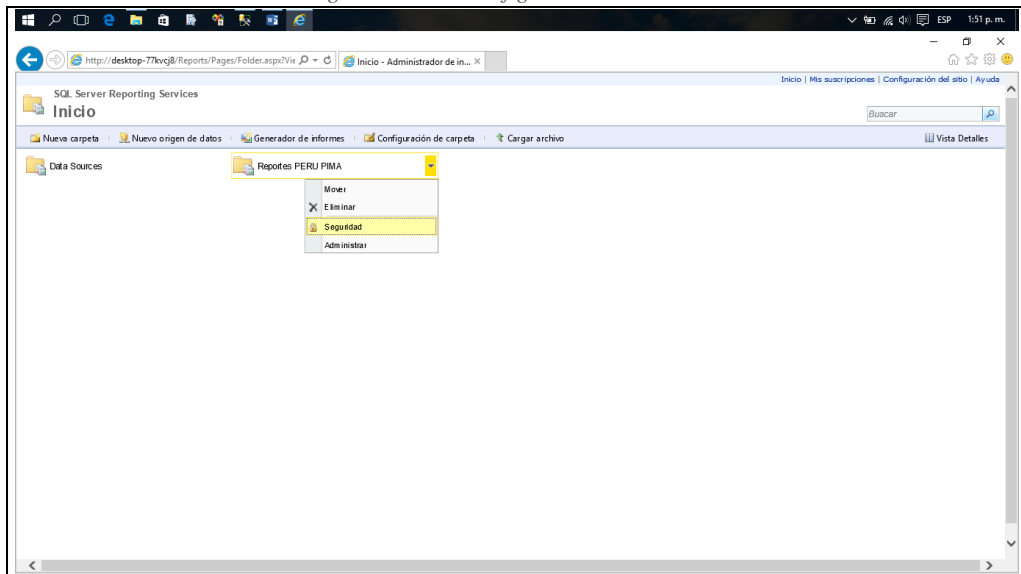 ESP 1:51 p. m.
http://desktop-77kvcj8/Reports/Pages/Folder.aspx?Vie
Inicio - Administrador de in...
Inicio | Mis suscripciones | Configuración del sitio | Ayuda
SQL Server Reporting Services
Inicio
Buscar
Nueva carpeta
Nuevo origen de datos
Generador de informes
Configuración de carpeta
Cargar archivo
Vista Detalles
Data Sources
Reportes PERU PIMA
Mover
Eliminar
Seguridad
Administrar